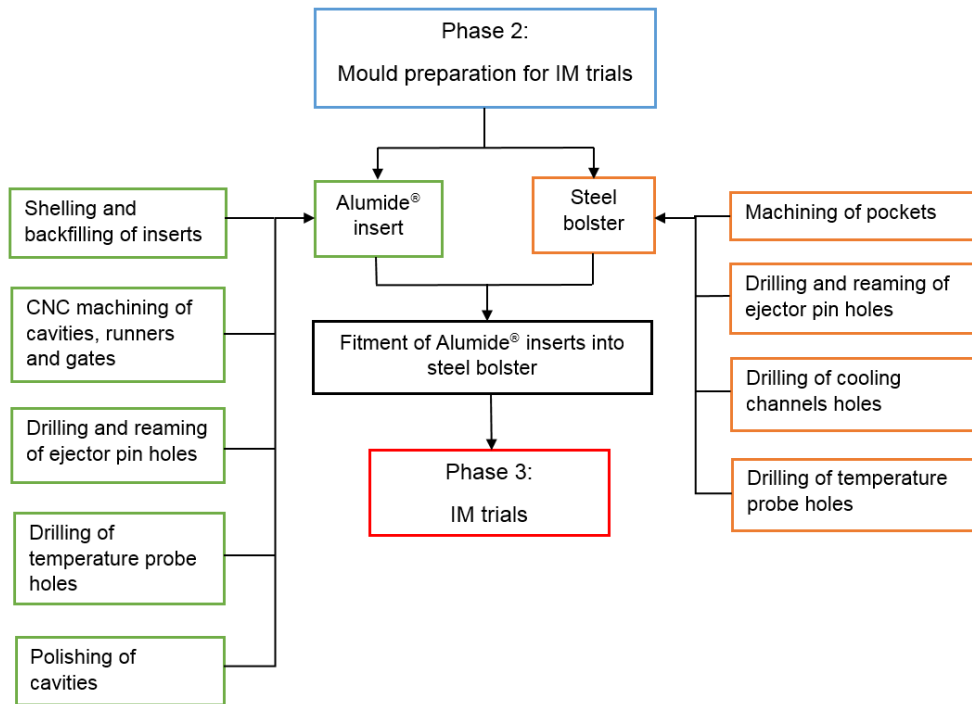 Phase 2:
Mould preparation for IM trials
Alumide® insert
Steel bolster
Shelling and
backfilling of inserts
CNC machining of
cavities, runners
and gates
Drilling and reaming
of ejector pin holes
Drilling of
temperature probe
holes
Polishing of
cavities
Machining of pockets
Drilling and reaming of
ejector pin holes
Drilling of cooling
channels holes
Drilling of temperature
probe holes
Fitment of Alumide® inserts into
steel bolster
Phase 3:
IM trials